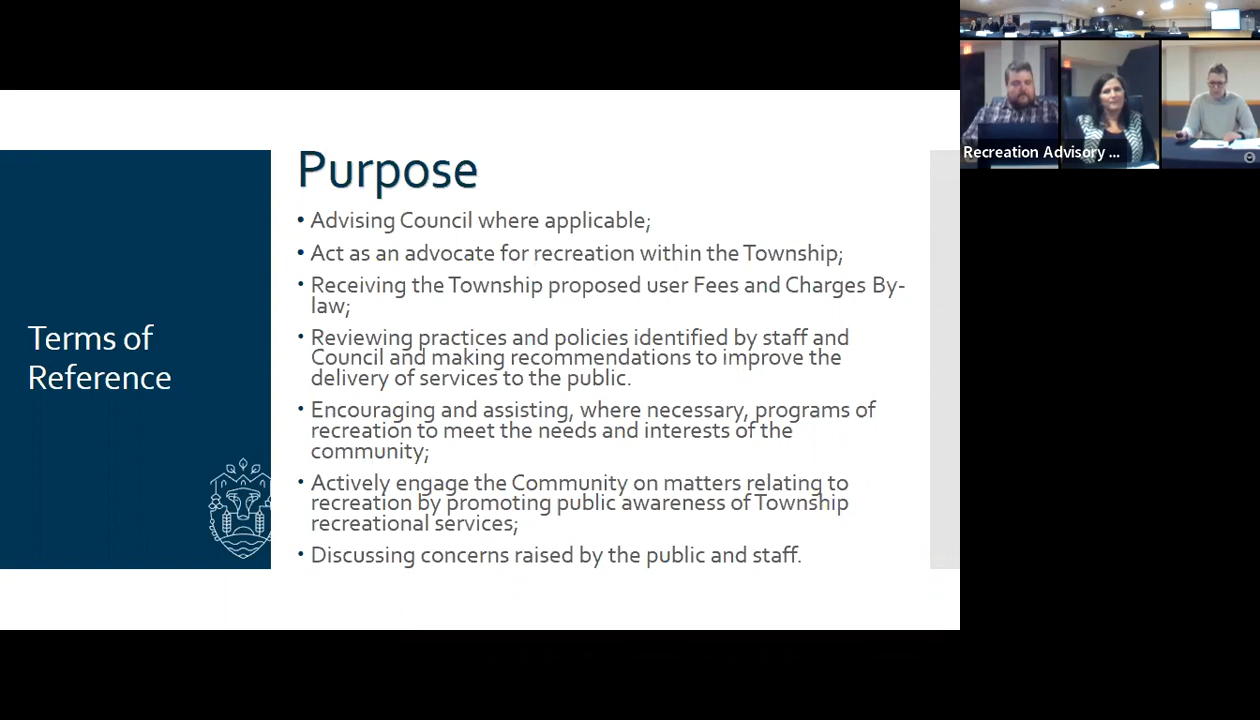 Terms of
Reference
Purpose
• Advising Council where applicable;
• Act as an advocate for recreation within the Township;
• Receiving the Township proposed user Fees and Charges By-
law;
• Reviewing practices and policies identified by staff and
Council and making recommendations to improve the
delivery of services to the public.
• Encouraging and assisting, where necessary, programs of
recreation to meet the needs and interests of the
community;
• Actively engage the Community on matters relating to
recreation by promoting public awareness of Township
recreational services;
• Discussing concerns raised by the public and staff.
Recreation Advisory ...